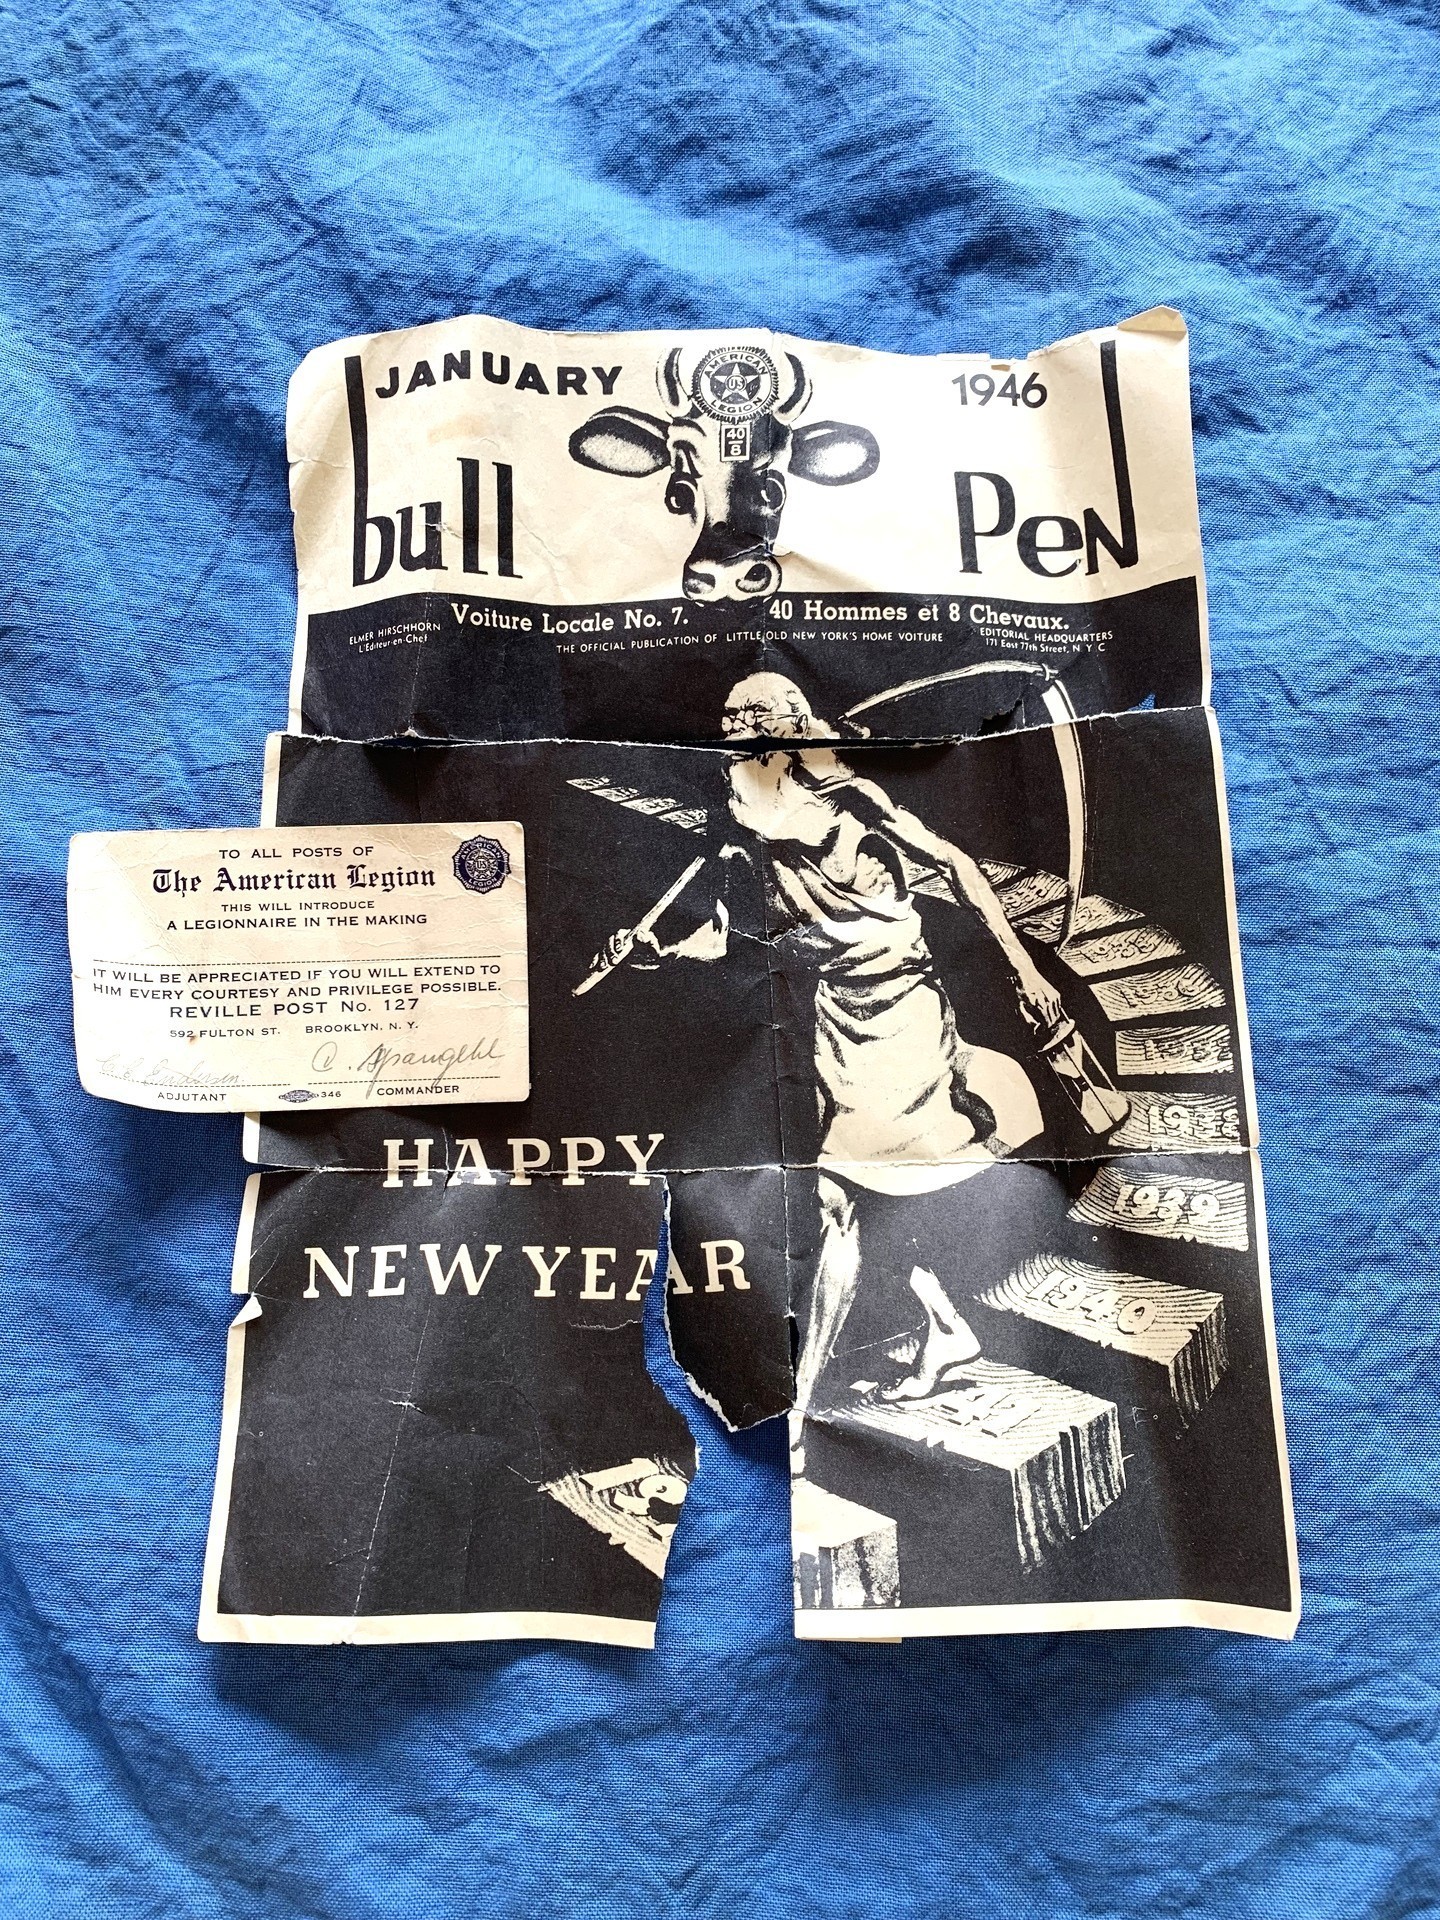 JANUARY
1946
AMERICAN
US
LEGION
40
8
bull Pen
Voiture Locale No. 7. 40 Hommes et 8 Chevaux.
ELMER HIRSCHHORN
L'Editeur-en-Chef
THE OFFICIAL PUBLICATION OF LITTLE OLD NEW YORK'S HOME VOITURE
EDITORIAL HEADQUARTERS
171 East 77th Street, N Y C
TO ALL POSTS OF
The American Legion
AMERICAN
US
LEGION
THIS WILL INTRODUCE
A LEGIONNAIRE IN THE MAKING
IT WILL BE APPRECIATED IF YOU WILL EXTEND TO
HIM EVERY COURTESY AND PRIVILEGE POSSIBLE.
REVILLE POST No. 127
592 FULTON ST. BROOKLYN, N. Y.
ADJUTANT
346
COMMANDER
HAPPY
NEW YEAR
1939
1940